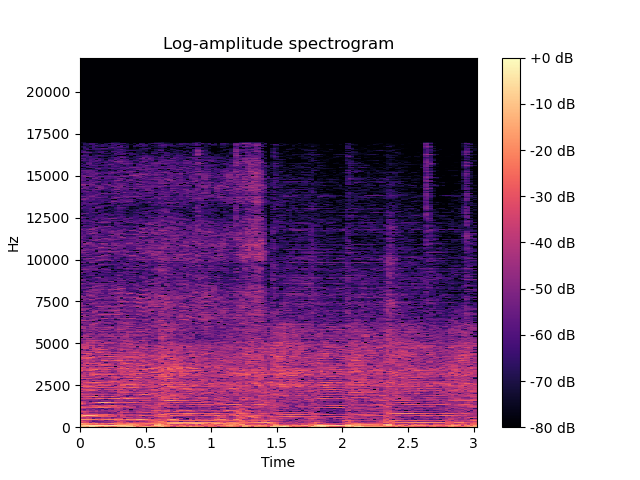 Log-amplitude spectrogram
Hz
20000
17500
15000
12500
10000
7500
5000
2500
0
0 0.5 1 1.5 2 2.5 3
Time
+0 dB
-10 dB
-20 dB
-30 dB
-40 dB
-50 dB
-60 dB
-70 dB
-80 dB